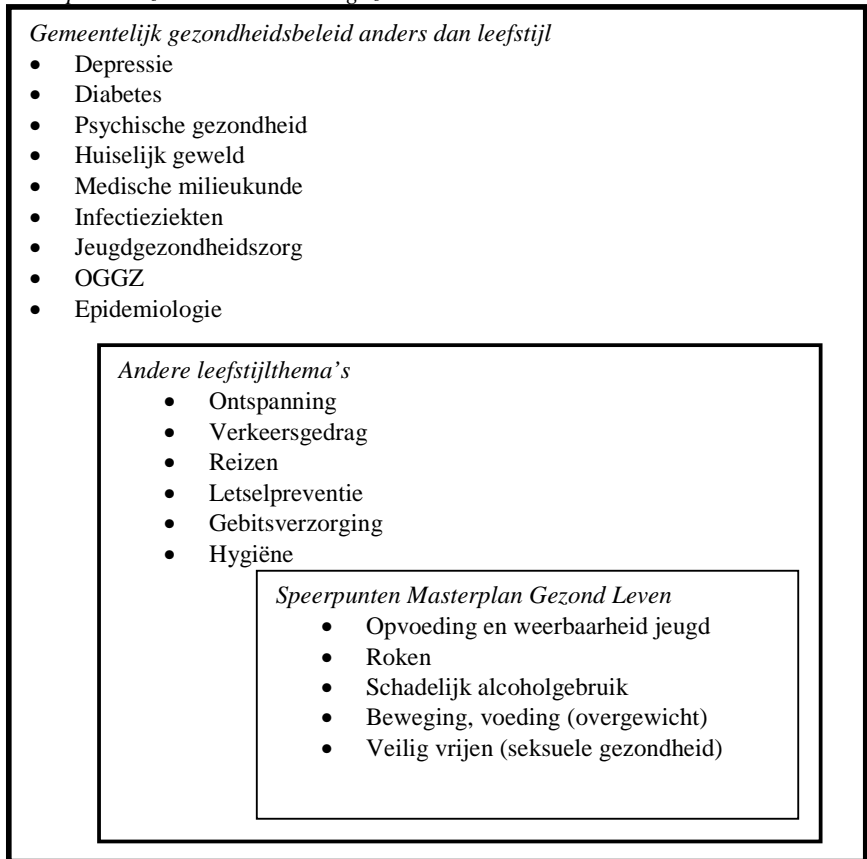 Gemeentelijk gezondheidsbeleid anders dan leefstijl
• Depressie
• Diabetes
• Psychische gezondheid
• Huiselijk geweld
• Medische milieukunde
• Infectieziekten
• Jeugdgezondheidszorg
• OGGZ
• Epidemiologie
Andere leefstijlthema's
• Ontspanning
• Verkeersgedrag
• Reizen
• Letselpreventie
• Gebitsverzorging
• Hygiëne
Speerpunten Masterplan Gezond Leven
• Opvoeding en weerbaarheid jeugd
• Roken
• Schadelijk alcoholgebruik
• Beweging, voeding (overgewicht)
• Veilig vrijen (seksuele gezondheid)